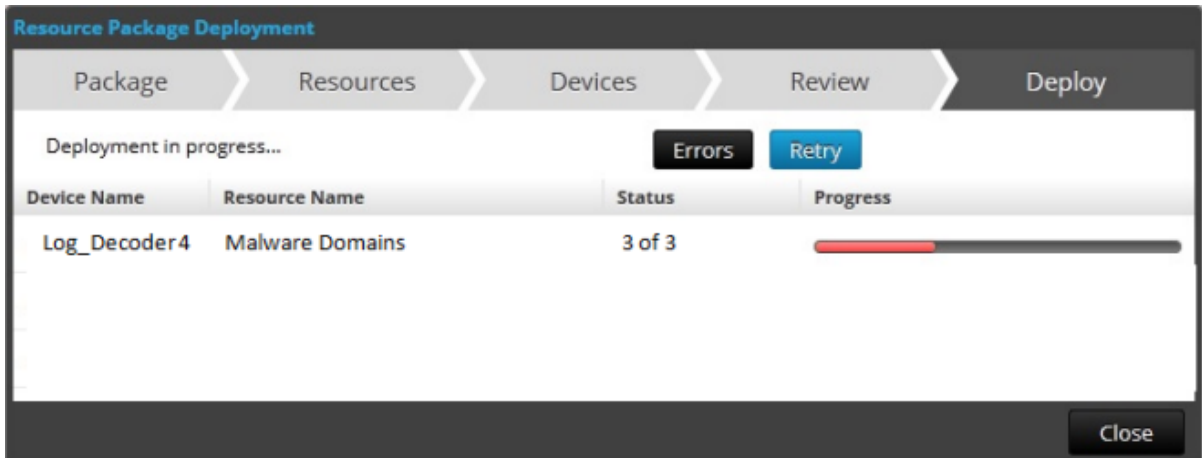 Resource Package Deployment
Package Resources Devices Review Deploy
Deployment in progress... Errors Retry
Device Name Resource Name Status Progress
Log_Decoder4 Malware Domains 3 of 3
Close